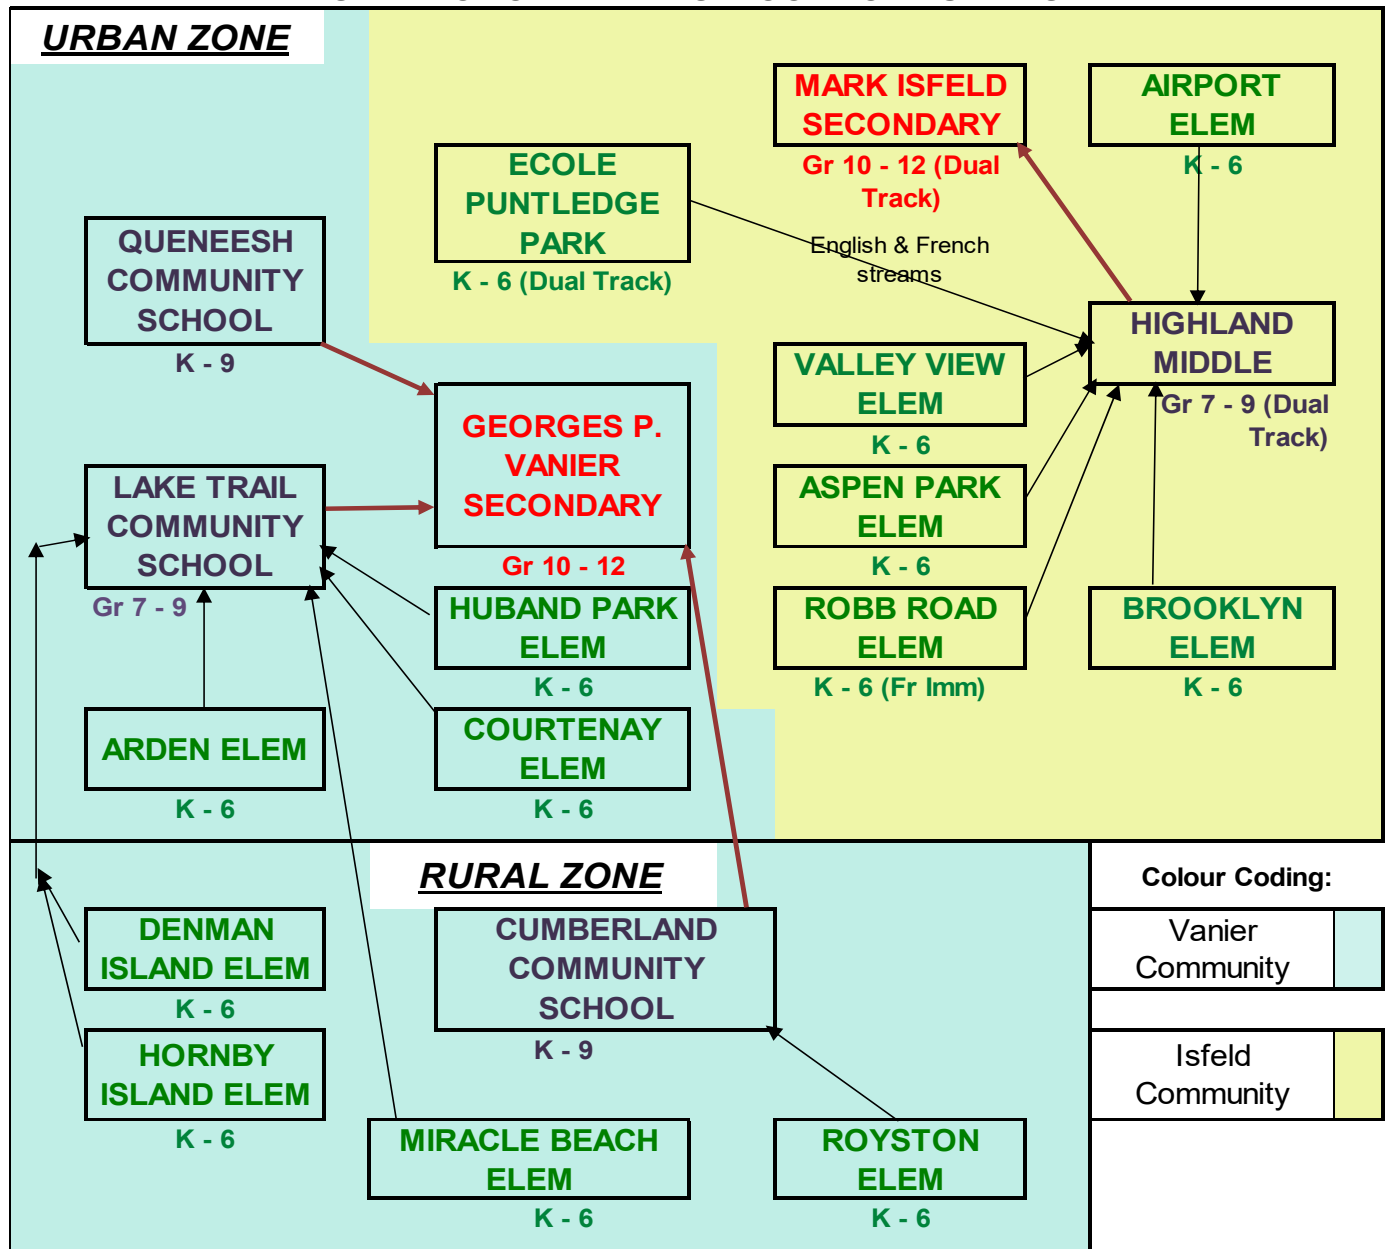 URBAN ZONE
MARK ISFELD
SECONDARY
Gr 10 - 12 (Dual
Track)
AIRPORT
ELEM
K - 6
ECOLE
PUNTLEDGE
PARK
K - 6 (Dual Track)
English & French
streams
QUENEESH
COMMUNITY
SCHOOL
K - 9
HIGHLAND
MIDDLE
Gr 7 - 9 (Dual
Track)
VALLEY VIEW
ELEM
K - 6
GEORGES P.
VANIER
SECONDARY
Gr 10 - 12
LAKE TRAIL
COMMUNITY
SCHOOL
Gr 7 - 9
ASPEN PARK
ELEM
K - 6
HUBAND PARK
ELEM
K - 6
ROBB ROAD
ELEM
K - 6 (Fr Imm)
BROOKLYN
ELEM
K - 6
ARDEN ELEM
K - 6
COURTENAY
ELEM
K - 6
RURAL ZONE
Colour Coding:
DENMAN
ISLAND ELEM
K - 6
CUMBERLAND
COMMUNITY
SCHOOL
K - 9
Vanier
Community
HORNBY
ISLAND ELEM
K - 6
Isfeld
Community
MIRACLE BEACH
ELEM
K - 6
ROYSTON
ELEM
K - 6